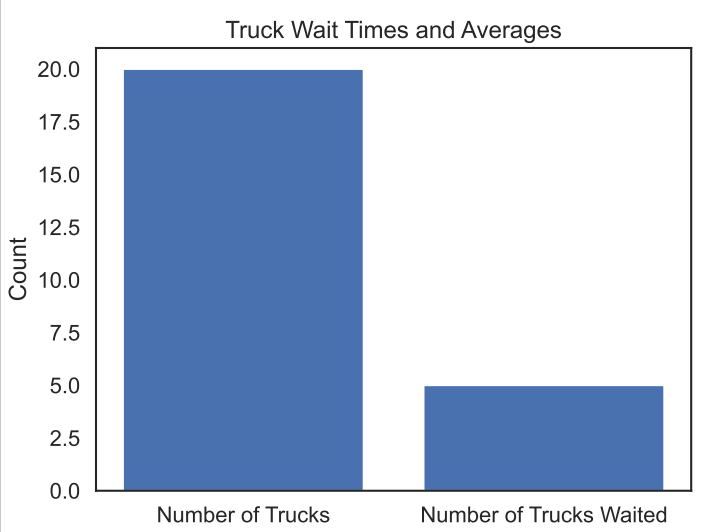 Truck Wait Times and Averages
20.0
17.5
15.0
12.5
10.0
7.5
5.0
2.5
0.0
Count
Number of Trucks
Number of Trucks Waited